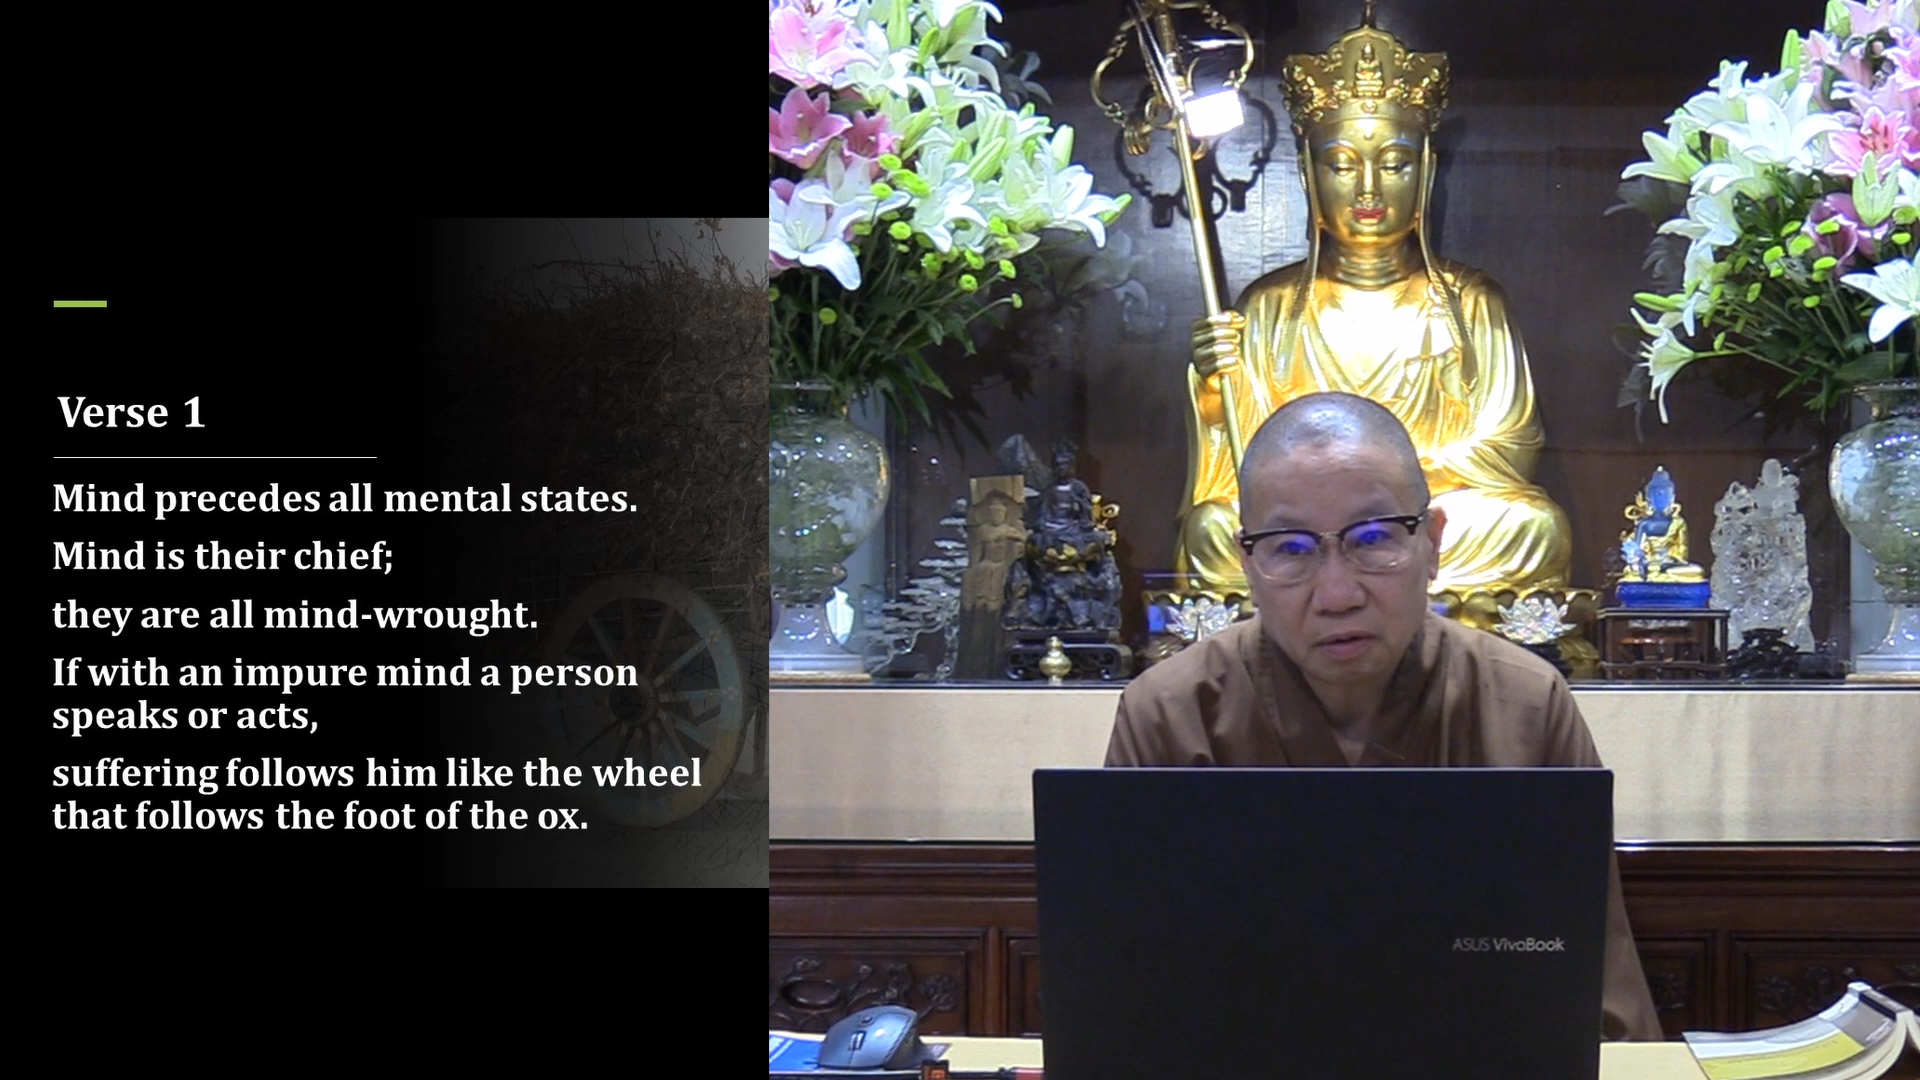 Verse 1
Mind precedes all mental states.
Mind is their chief;
they are all mind-wrought.
If with an impure mind a person
speaks or acts,
suffering follows him like the wheel
that follows the foot of the ox.
ASUS VivoBook